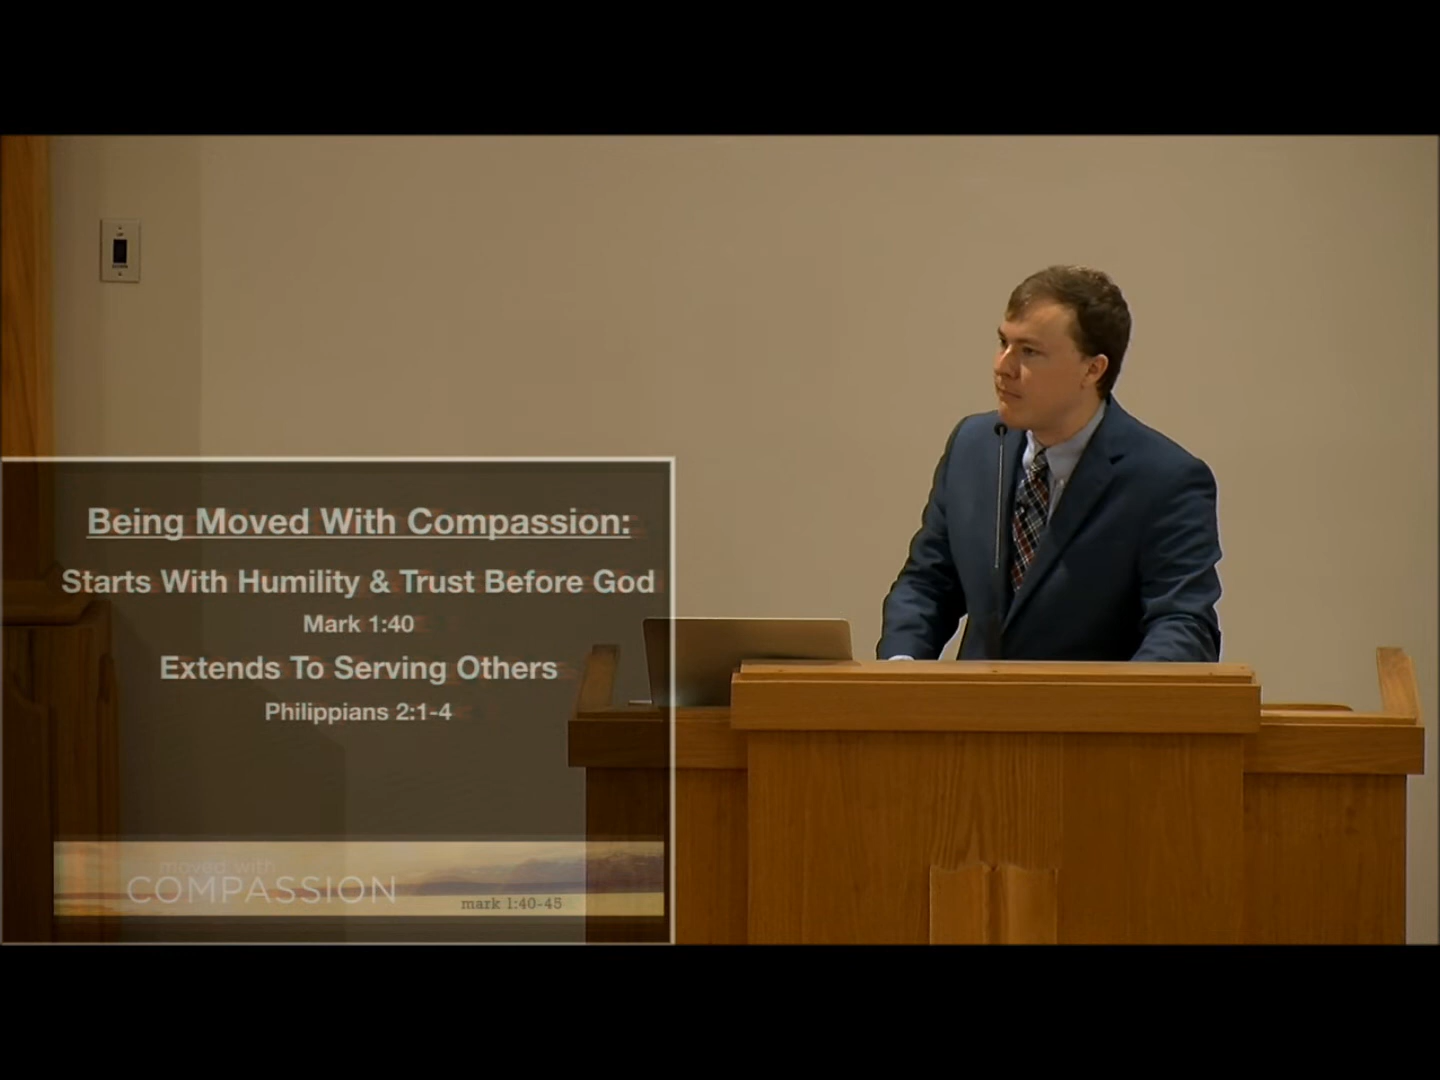 Being Moved With Compassion:
Starts With Humility & Trust Before God
Mark 1:40
Extends To Serving Others
Philippians 2:1-4
moved with
COMPASSION
mark 1:40-45